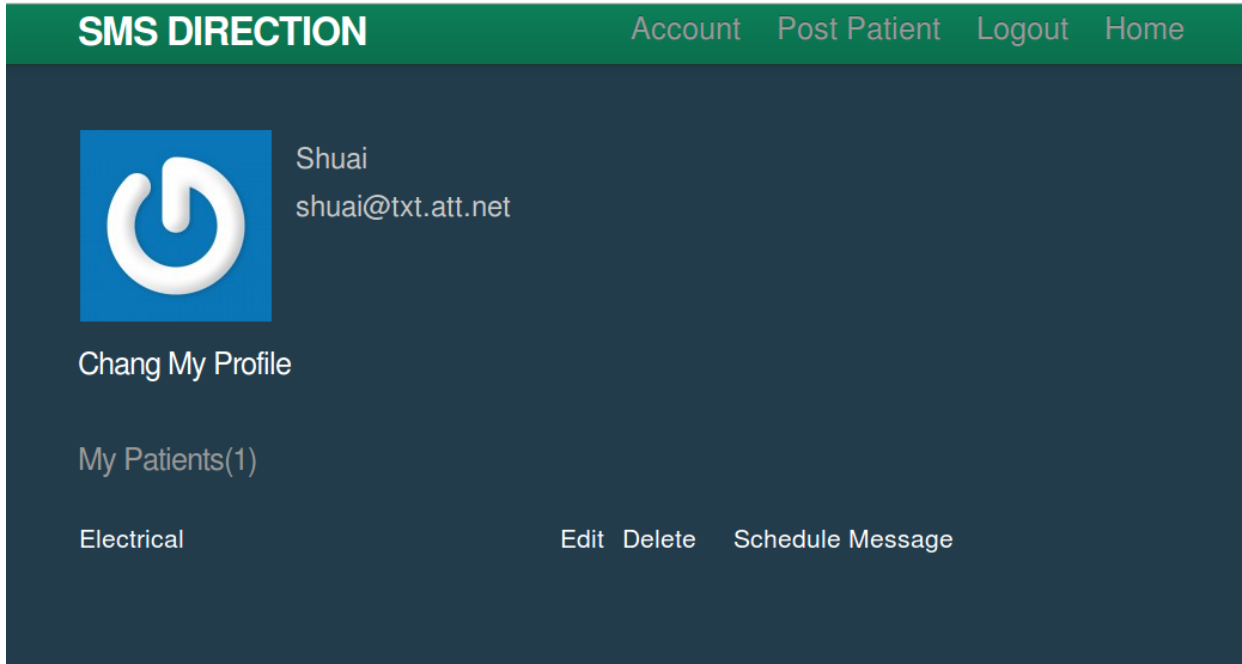 SMS DIRECTION Account Post Patient Logout Home
Shuai
shuai@txt.att.net
Chang My Profile
My Patients(1)
Electrical Edit Delete Schedule Message